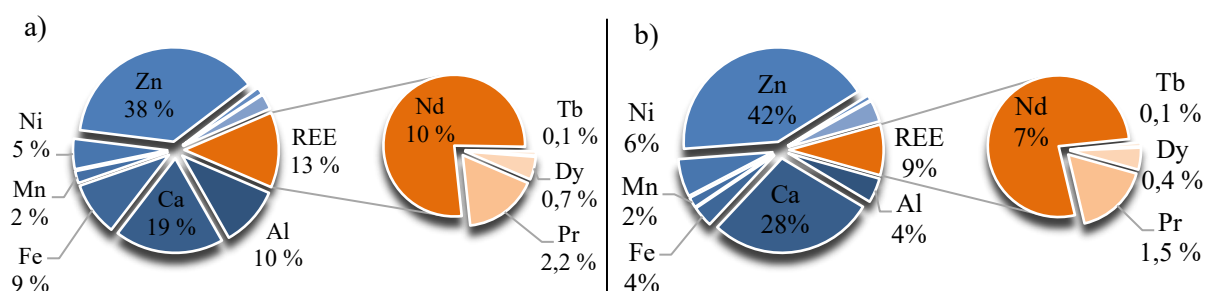 a)
Zn
38 %
Ni
5 %
Mn
2 %
Fe
9 %
Ca
19 %
Al
10 %
REE
13 %
Nd
10 %
Tb
0,1 %
Dy
0,7 %
Pr
2,2 %
b)
Zn
42%
Ni
6%
Mn
2%
Fe
4%
Ca
28%
Al
4%
REE
9%
Nd
7%
Tb
0,1 %
Dy
0,4 %
Pr
1,5 %